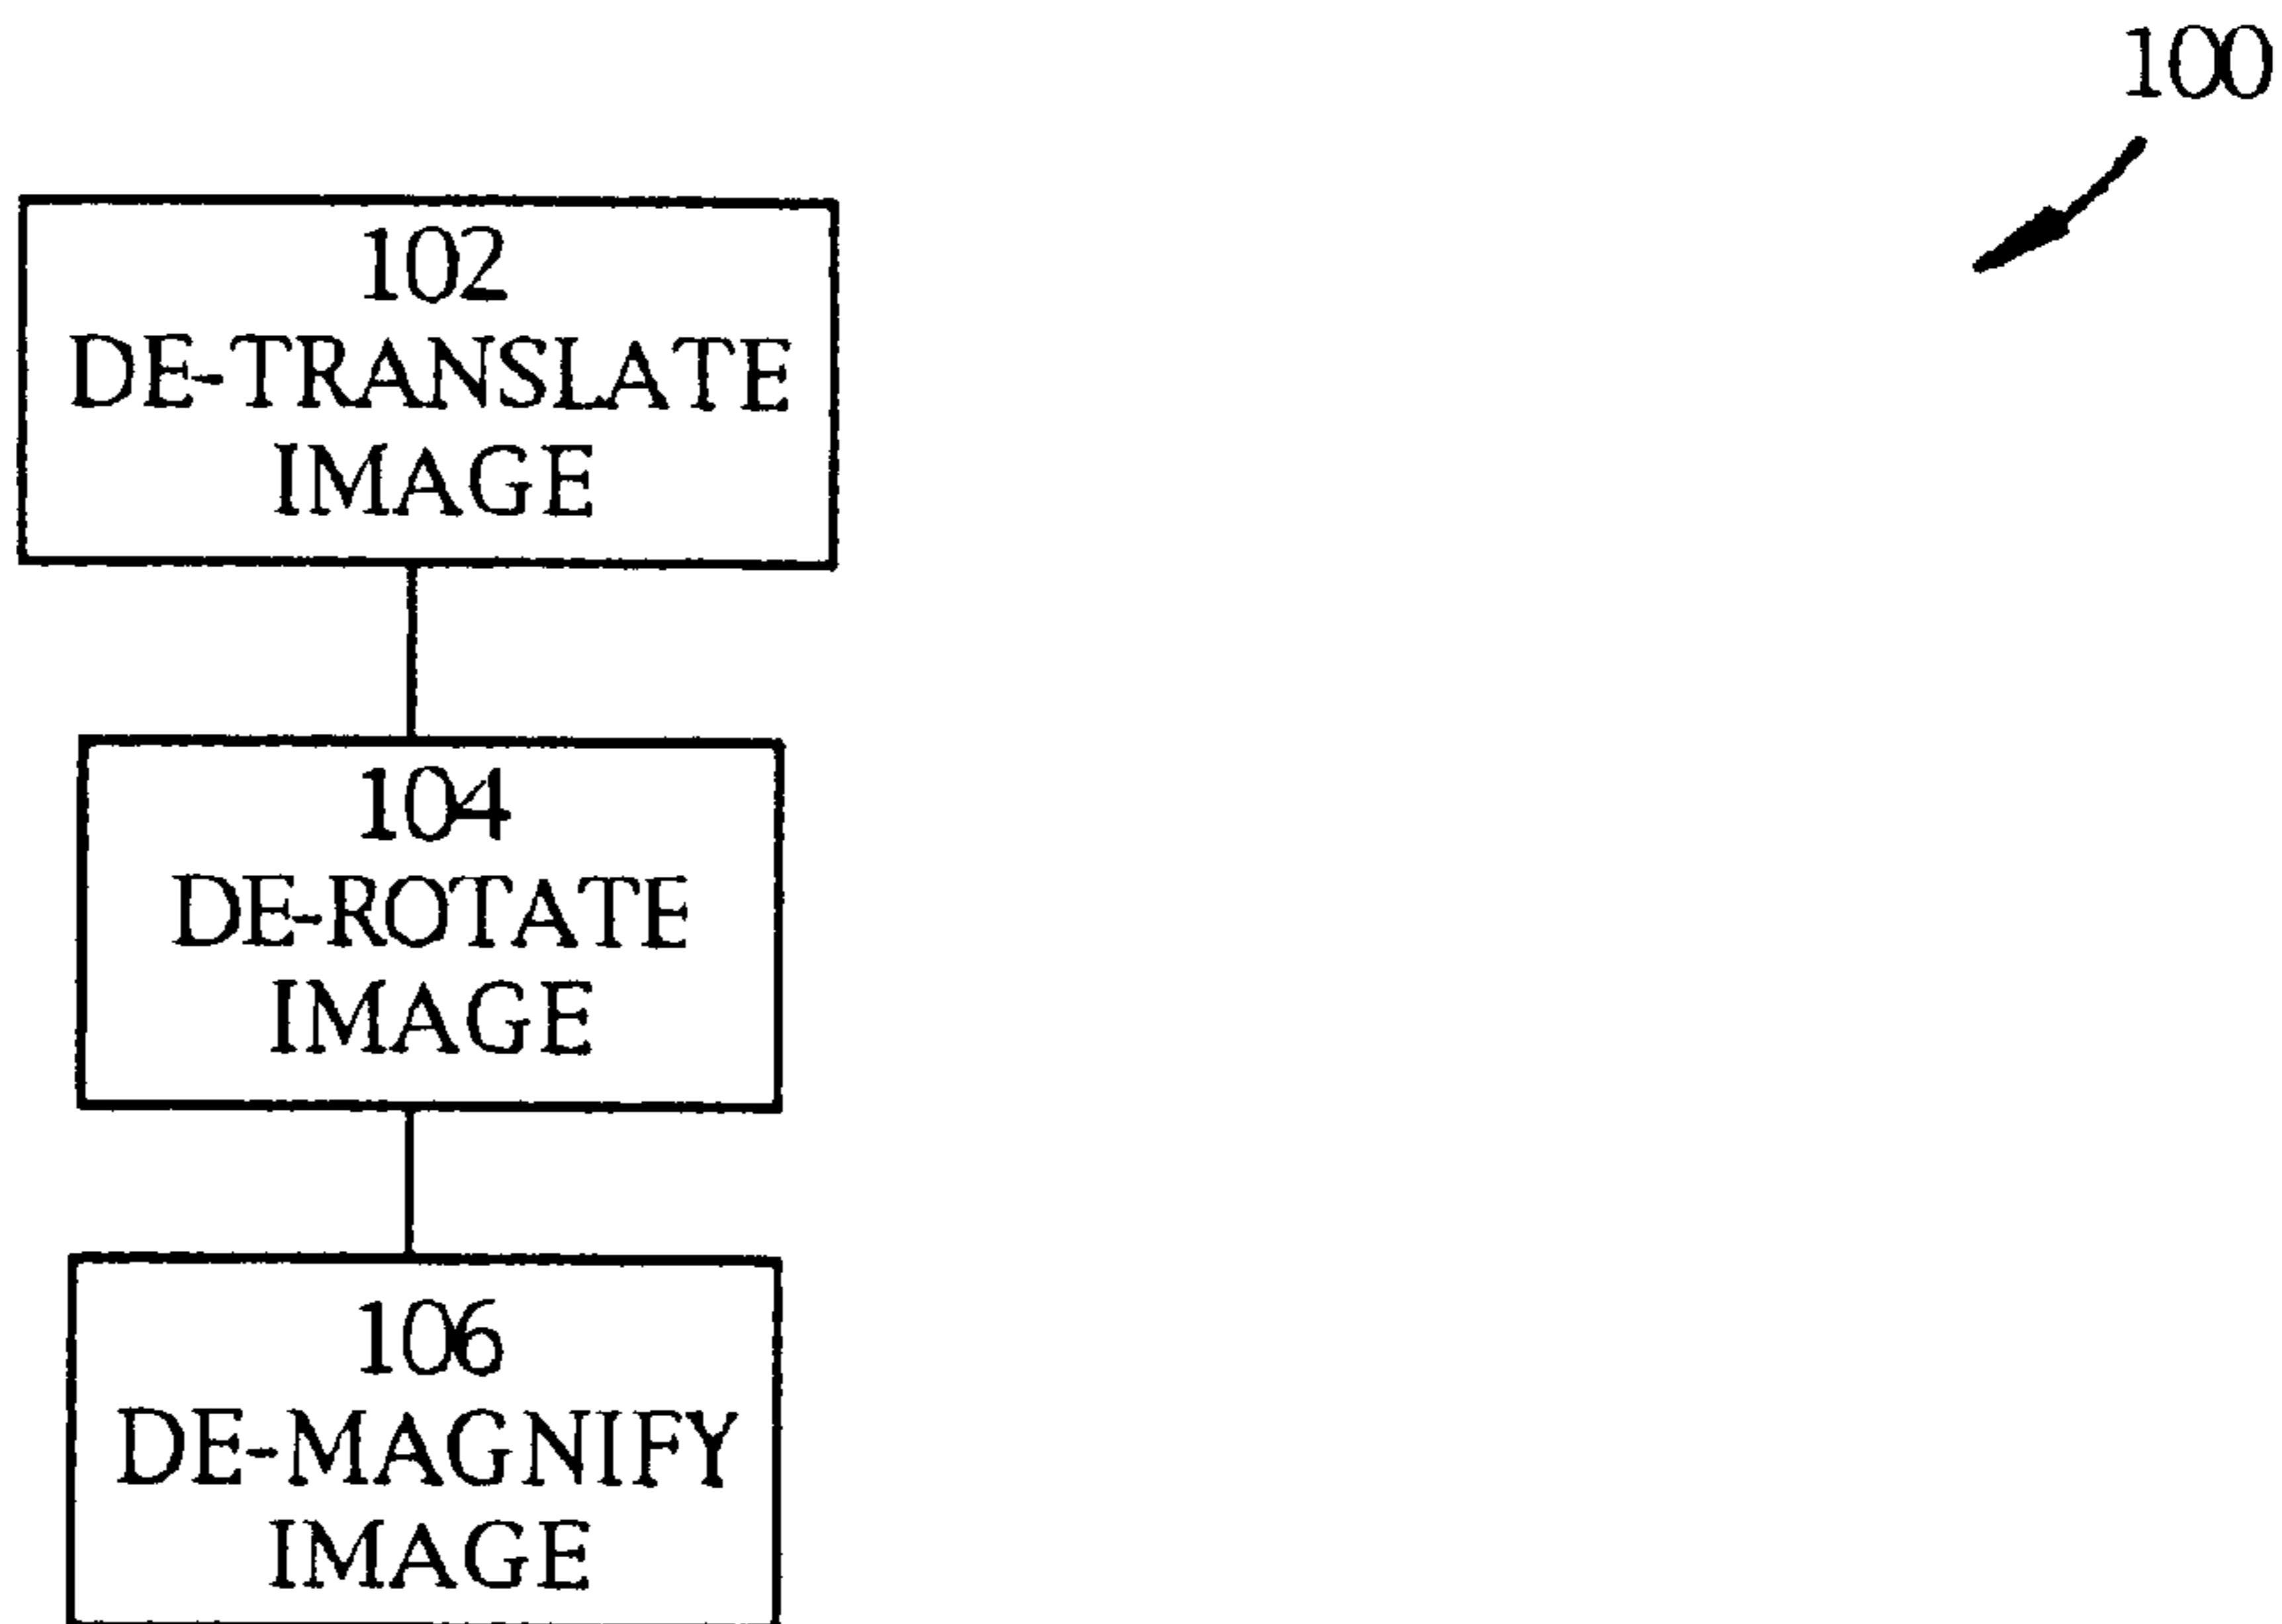 100
102
DE-TRANSLATE
IMAGE
104
DE-ROTATE
IMAGE
106
DE-MAGNIFY
IMAGE